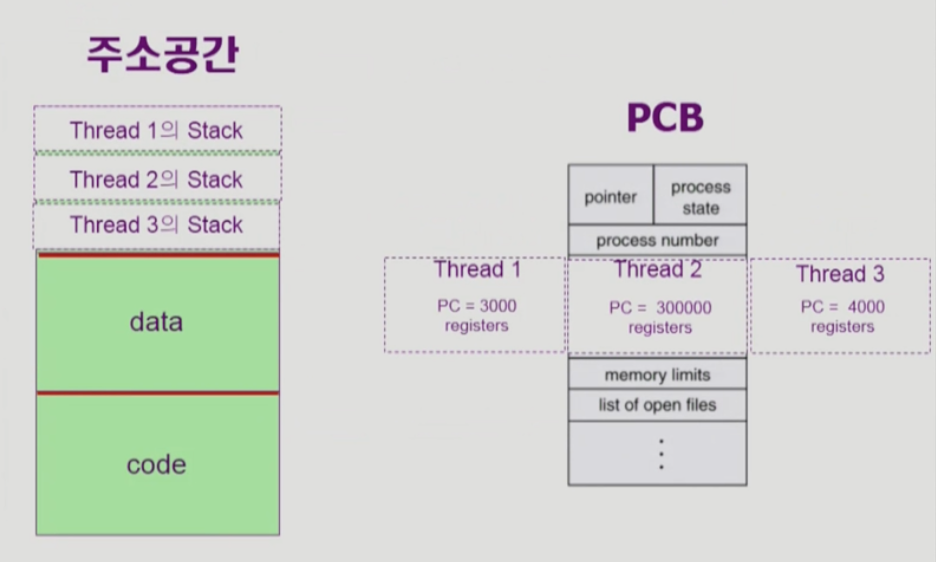 주소공간
Thread 1의 Stack
Thread 2의 Stack
Thread 3의 Stack
data
code
PCB
pointer
process
state
process number
Thread 1
PC = 3000
registers
Thread 2
PC = 300000
registers
Thread 3
PC = 4000
registers
memory limits
list of open files